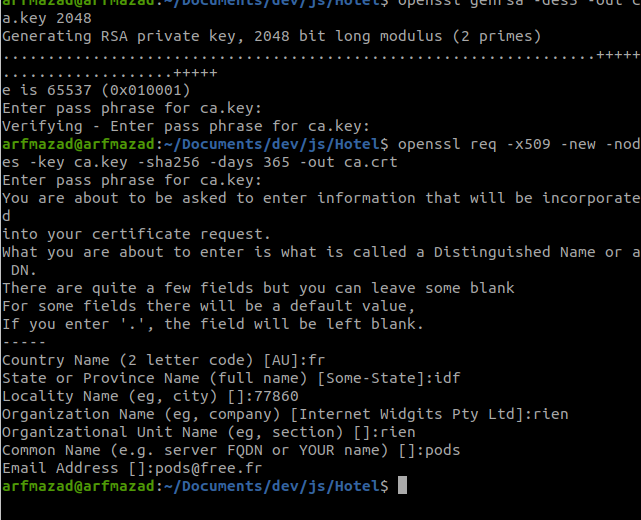 openssl genrsa -des3 -out c
a.key 2048
Generating RSA private key, 2048 bit long modulus (2 primes)
..................................................................+++++
...................+++++
e is 65537 (0x010001)
Enter pass phrase for ca.key:
Verifying - Enter pass phrase for ca.key:
arfmazad@arfmazad:~/Documents/dev/js/Hotel$ openssl req -x509 -new -nod
es -key ca.key -sha256 -days 365 -out ca.crt
Enter pass phrase for ca.key:
You are about to be asked to enter information that will be incorporate
d
into your certificate request.
What you are about to enter is what is called a Distinguished Name or a
 DN.
There are quite a few fields but you can leave some blank
For some fields there will be a default value,
If you enter '.', the field will be left blank.
-----
Country Name (2 letter code) [AU]:fr
State or Province Name (full name) [Some-State]:idf
Locality Name (eg, city) []:77860
Organization Name (eg, company) [Internet Widgits Pty Ltd]:rien
Organizational Unit Name (eg, section) []:rien
Common Name (e.g. server FQDN or YOUR name) []:pods
Email Address []:pods@free.fr
arfmazad@arfmazad:~/Documents/dev/js/Hotel$